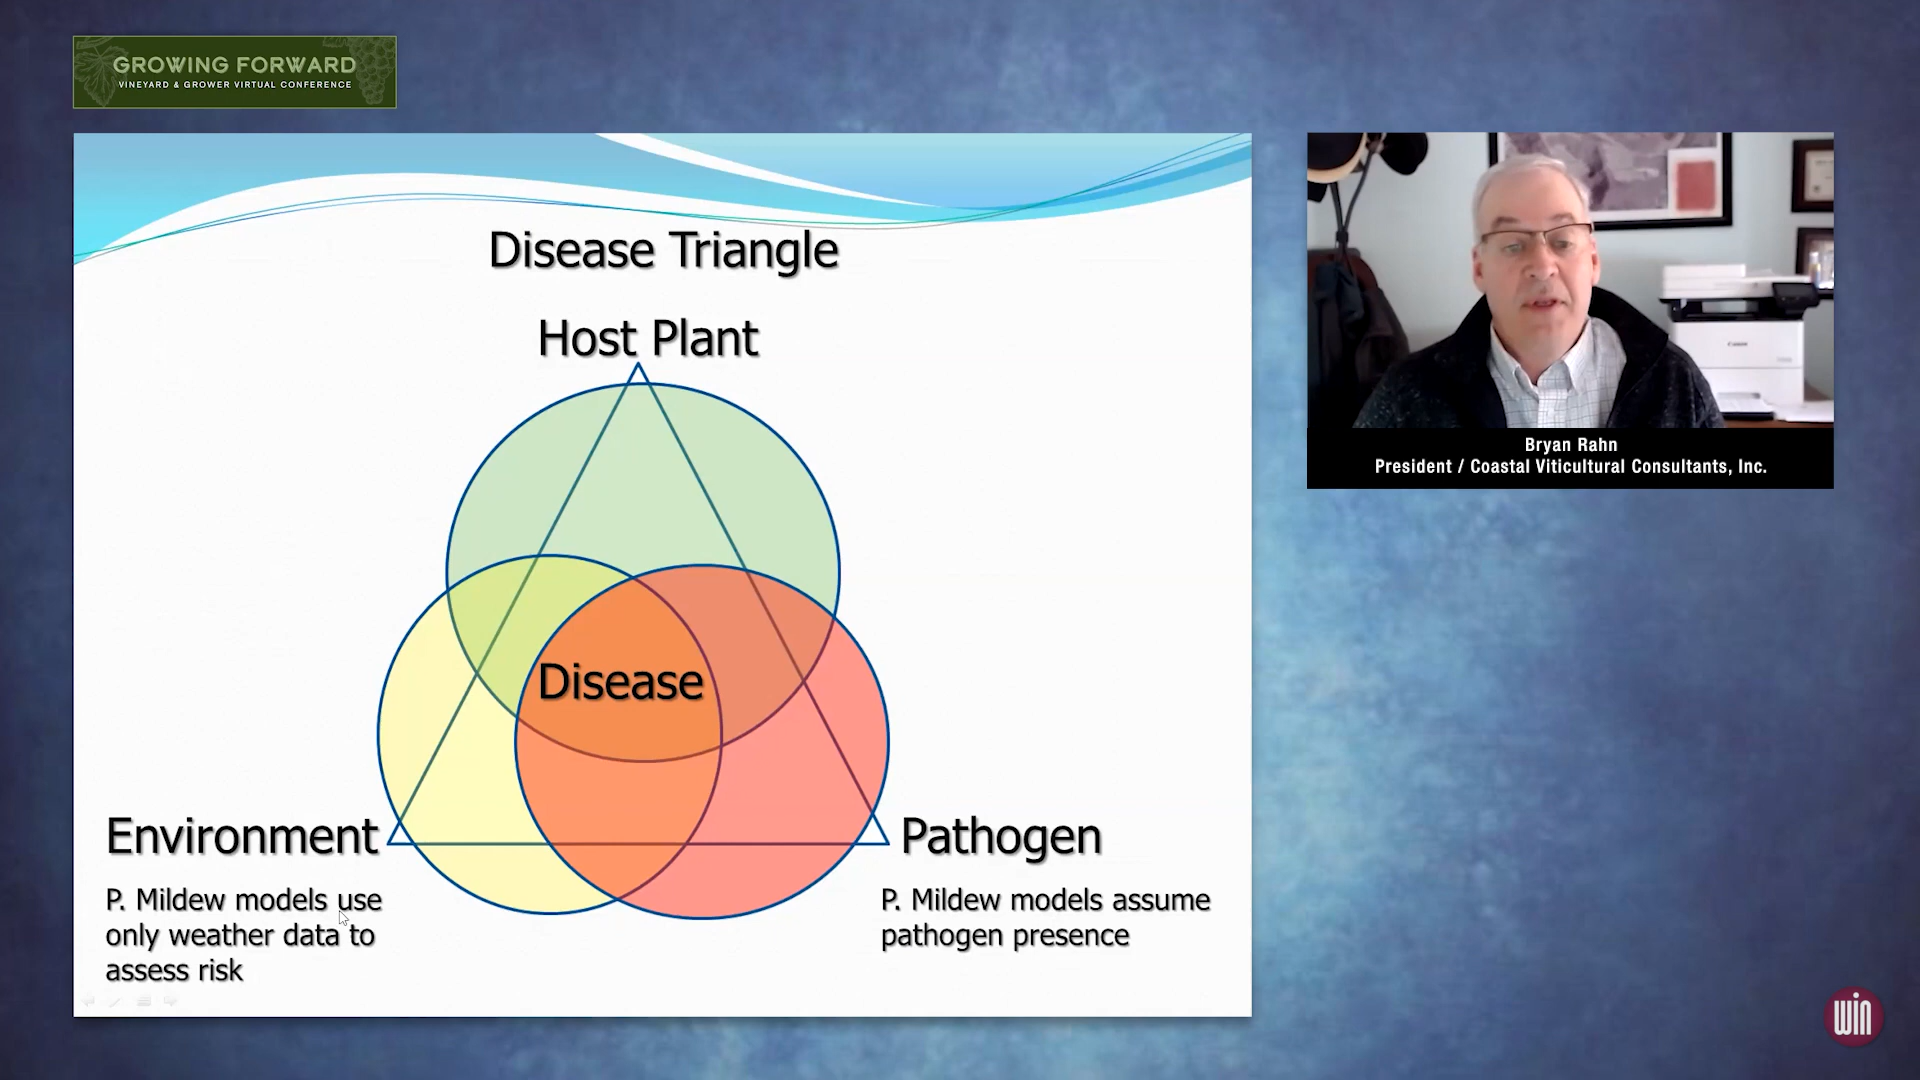 GROWING FORWARD
VINEYARD & GROWER VIRTUAL CONFERENCE
Disease Triangle
Host Plant
Disease
Environment
P. Mildew models use
only weather data to
assess risk
Pathogen
P. Mildew models assume
pathogen presence
Canon
Bryan Rahn
President / Coastal Viticultural Consultants, Inc.
win